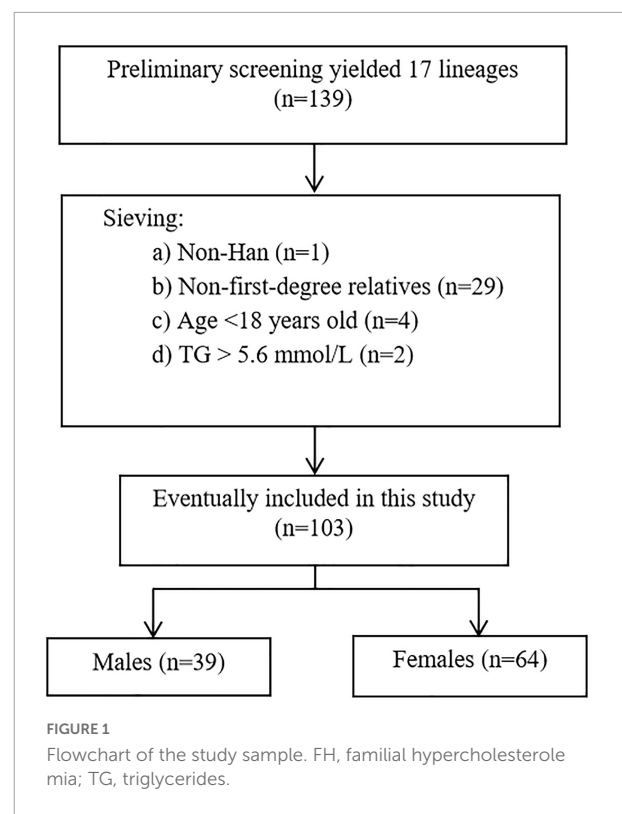 Preliminary screening yielded 17 lineages
(n=139)
Sieving:
a) Non-Han (n=1)
b) Non-first-degree relatives (n=29)
c) Age <18 years old (n=4)
d) TG > 5.6 mmol/L (n=2)
Eventually included in this study
(n=103)
Males (n=39)
Females (n=64)
FIGURE 1
Flowchart of the study sample. FH, familial hypercholesterole
mia; TG, triglycerides.